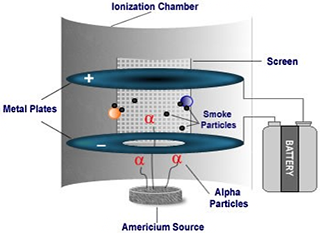 Ionization Chamber
Screen
+
Metal Plates
α
Smoke
Particles
−
α
α
BATTERY
Alpha
Particles
Americium Source